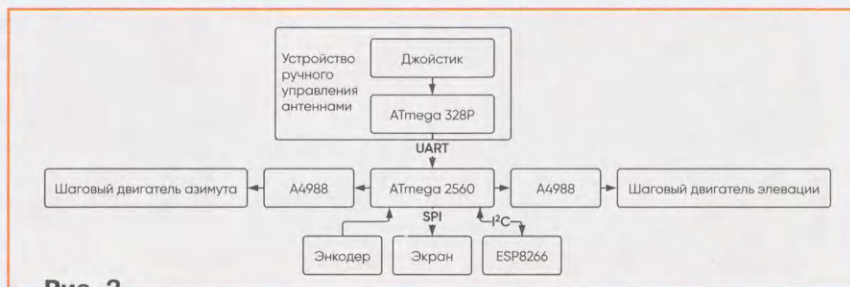 Устройство
ручного
управления
антеннами
Джойстик
ATmega 328P
UART
Шаговый двигатель азимута
A4988
ATmega 2560
A4988
Шаговый двигатель элевации
SPI
I²C
Энкодер
Экран
ESP8266
Рис. 2